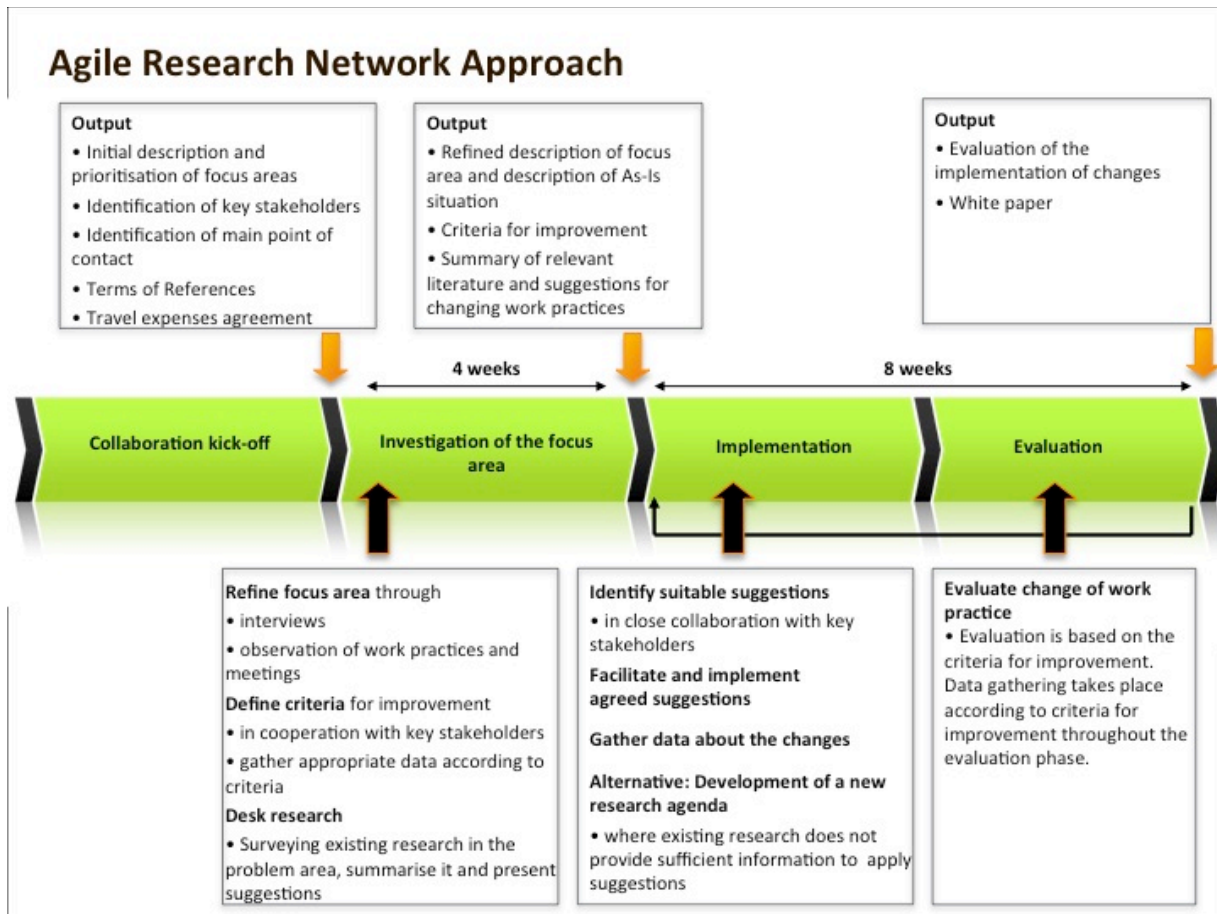 Agile Research Network Approach
Output
• Initial description and
prioritisation of focus areas
• Identification of key stakeholders
• Identification of main point of
contact
• Terms of References
• Travel expenses agreement
Output
• Refined description of focus
area and description of As-Is
situation
• Criteria for improvement
• Summary of relevant
literature and suggestions for
changing work practices
Output
• Evaluation of the
implementation of changes
• White paper
4 weeks
8 weeks
Collaboration kick-off
Investigation of the focus
area
Implementation
Evaluation
Refine focus area through
• interviews
• observation of work practices and
meetings
Define criteria for improvement
• in cooperation with key stakeholders
• gather appropriate data according to
criteria
Desk research
• Surveying existing research in the
problem area, summarise it and present
suggestions
Identify suitable suggestions
• in close collaboration with key
stakeholders
Facilitate and implement
agreed suggestions
Gather data about the changes
Alternative: Development of a new
research agenda
• where existing research does not
provide sufficient information to apply
suggestions
Evaluate change of work
practice
• Evaluation is based on the
criteria for improvement.
Data gathering takes place
according to criteria for
improvement throughout the
evaluation phase.